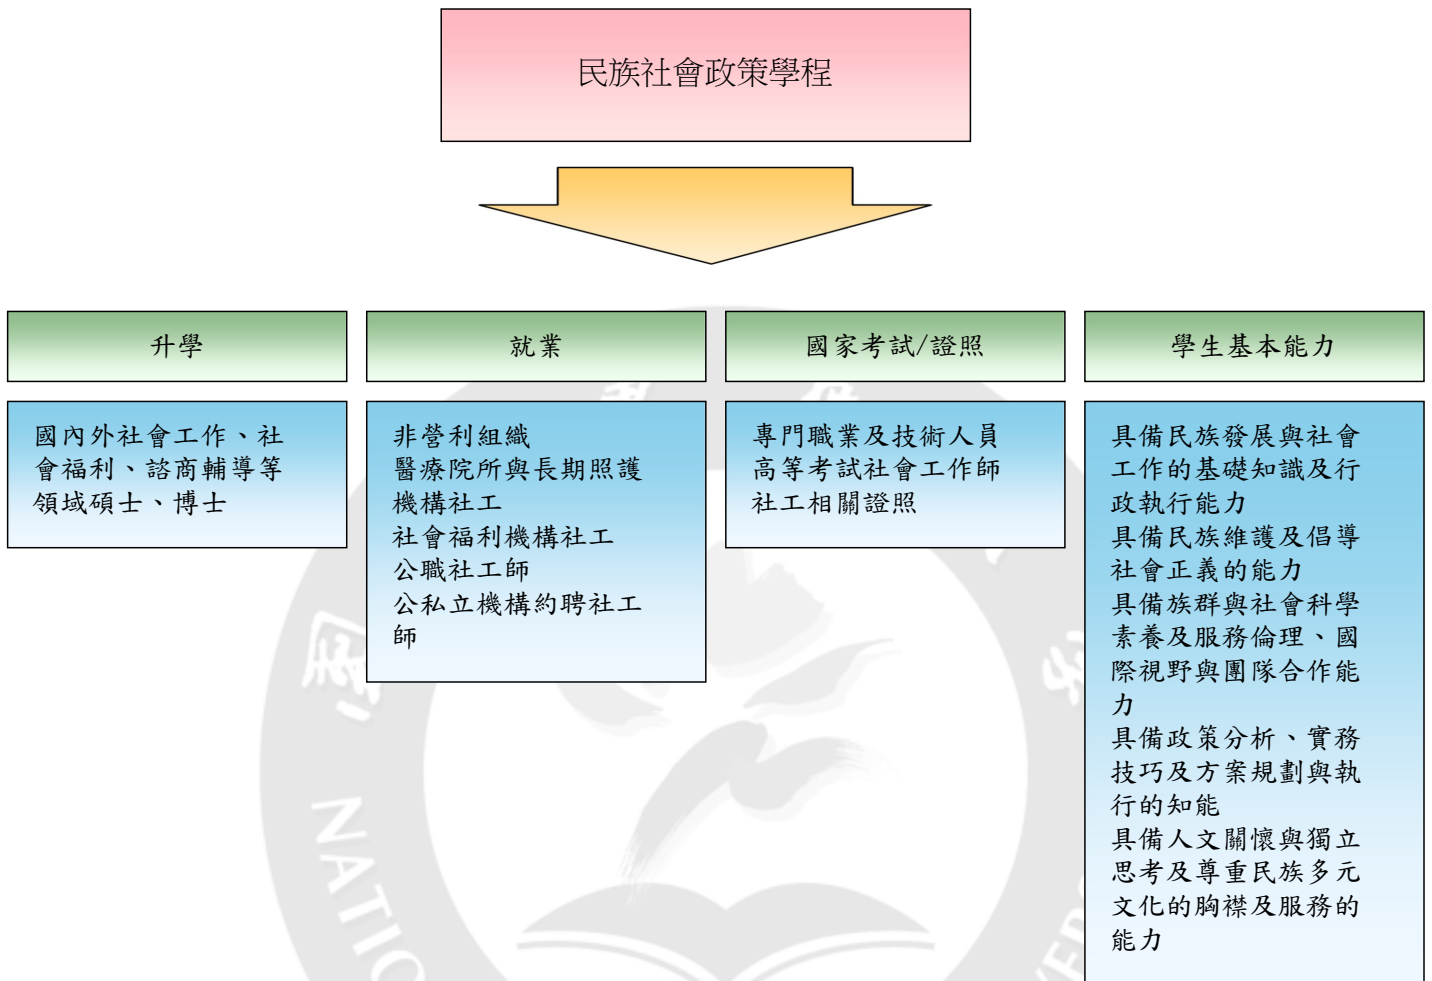 民族社會政策學程
升學
國內外社會工作、社
會福利、諮商輔導等
領域碩士、博士
就業
非營利組織
醫療院所與長期照護
機構社工
社會福利機構社工
公職社工師
公私立機構約聘社工
師
國家考試/證照
專門職業及技術人員
高等考試社會工作師
社工相關證照
學生基本能力
具備民族發展與社會
工作的基礎知識及行
政執行能力
具備民族維護及倡導
社會正義的能力
具備族群與社會科學
素養及服務倫理、國
際視野與團隊合作能
力
具備政策分析、實務
技巧及方案規劃與執
行的知能
具備人文關懷與獨立
思考及尊重民族多元
文化的胸襟及服務的
能力